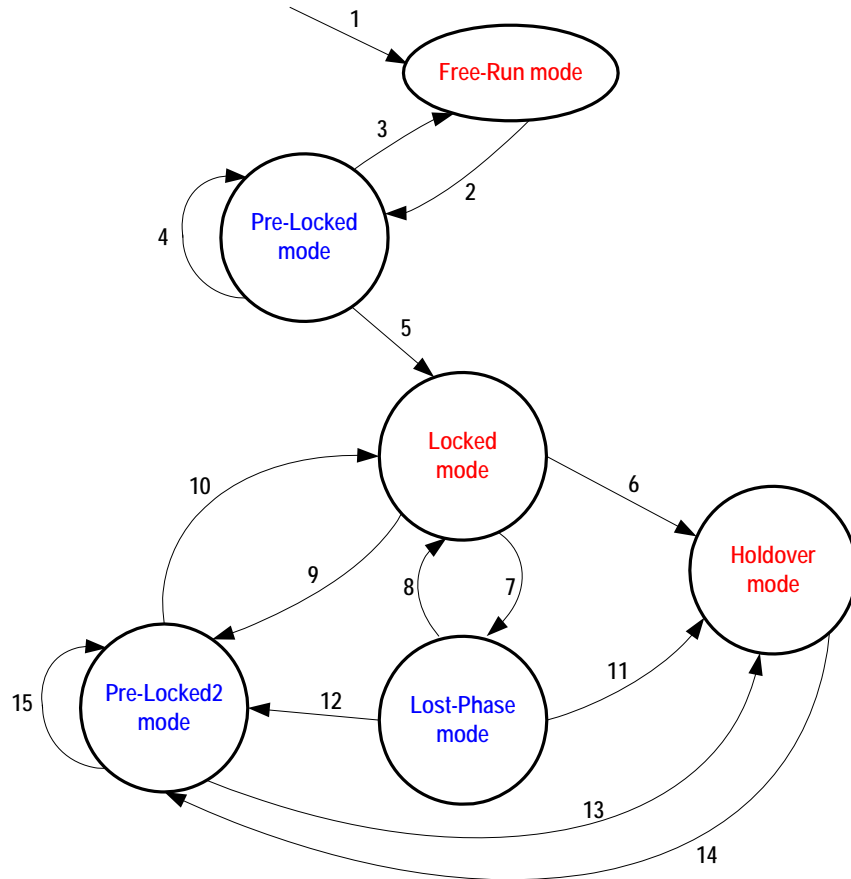 1
Free-Run mode
3
2
Pre-Locked
mode
4
5
Locked
mode
10
6
Holdover
mode
9
8
7
11
Pre-Locked2
mode
15
12
Lost-Phase
mode
13
14